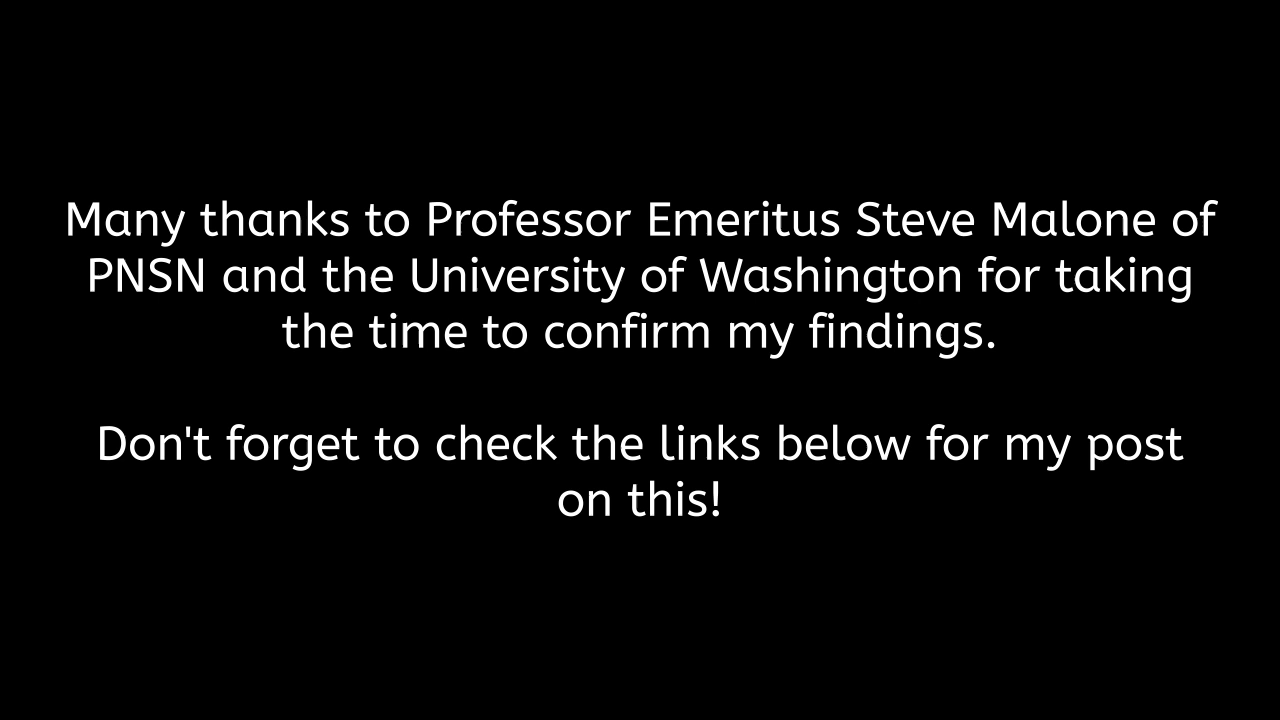 Many thanks to Professor Emeritus Steve Malone of
PNSN and the University of Washington for taking
the time to confirm my findings.
Don't forget to check the links below for my post
on this!